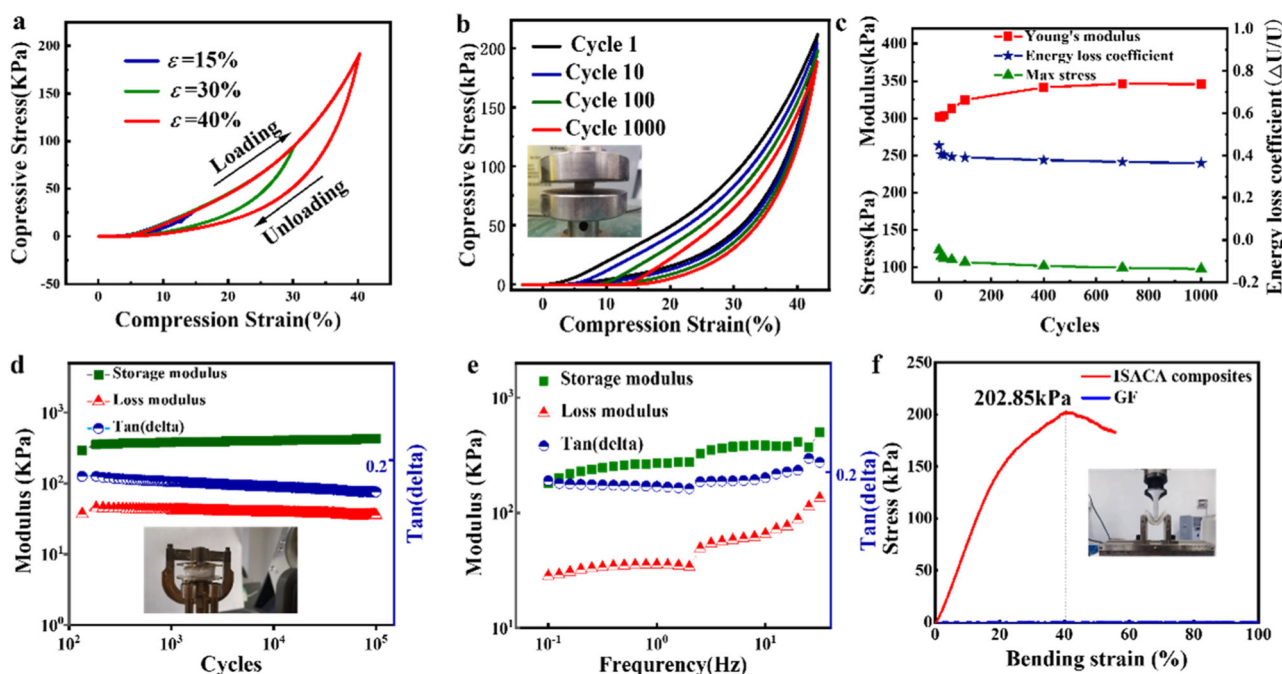 a
Copressive Stress(KPa)
200
150
100
50
0
-50
ε=15%
ε=30%
ε=40%
Loading
Unloading
0 10 20 30 40
Compression Strain(%)
b
Copressive Stress(kPa)
200
150
100
50
0
Cycle 1
Cycle 10
Cycle 100
Cycle 1000
0 10 20 30 40
Compression Strain(%)
c
Stress(kPa) Modulus(kPa)
400
350
300
250
200
150
100
Young's modulus
Energy loss coefficient
Max stress
1.0
0.8
0.6
0.4
0.2
0.0
-0.2
Energy loss coefficient (ΔU/U)
0 200 400 600 800 1000
Cycles
d
Modulus (KPa)
10³
10²
10¹
10⁰
Storage modulus
Loss modulus
Tan(delta)
0.2
Tan(delta)
10² 10³ 10⁴ 10⁵
Cycles
e
Modulus (KPa)
10³
10²
10¹
Storage modulus
Loss modulus
Tan(delta)
0.2
Tan(delta)
10⁻¹ 10⁰ 10¹
Frequrency(Hz)
f
Stress(kPa)
250
200
150
100
50
0
ISACA composites
GF
202.85kPa
0 20 40 60 80 100
Bending strain (%)